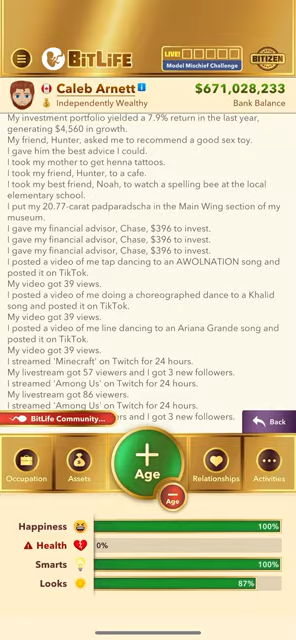 BITLIFE
LIVE!
Model Mischief Challenge
BITIZEN
Caleb Arnett
$671,028,233
Independently Wealthy
Bank Balance
My investment portfolio yielded a 7.9% return in the last year,
generating $4,560 in growth.
My friend, Hunter, asked me to recommend a good sex toy.
I gave him the best advice I could.
I took my mother to get henna tattoos.
I took my friend, Hunter, to a cafe.
I took my best friend, Noah, to watch a spelling bee at the local
elementary school.
I put my 20.77-carat padparadscha in the Main Wing section of my
museum.
I gave my financial advisor, Chase, $396 to invest.
I gave my financial advisor, Chase, $396 to invest.
I gave my financial advisor, Chase, $396 to invest.
I posted a video of me tap dancing to an AWOLNATION song and
posted it on TikTok.
My video got 39 views.
I posted a video of me doing a choreographed dance to a Khalid
song and posted it on TikTok.
My video got 39 views.
I posted a video of me line dancing to an Ariana Grande song and
posted it on TikTok.
My video got 39 views.
I streamed 'Minecraft' on Twitch for 24 hours.
My livestream got 57 viewers and I got 3 new followers.
I streamed 'Among Us' on Twitch for 24 hours.
My livestream got 86 viewers.
I streamed 'Among Us' on Twitch for 24 hours.
BitLife Community...
ers and I got 3 new followers.
Back
Occupation
Assets
+
Age
Age
Relationships
Activities
Happiness
100%
Health
0%
Smarts
100%
Looks
87%